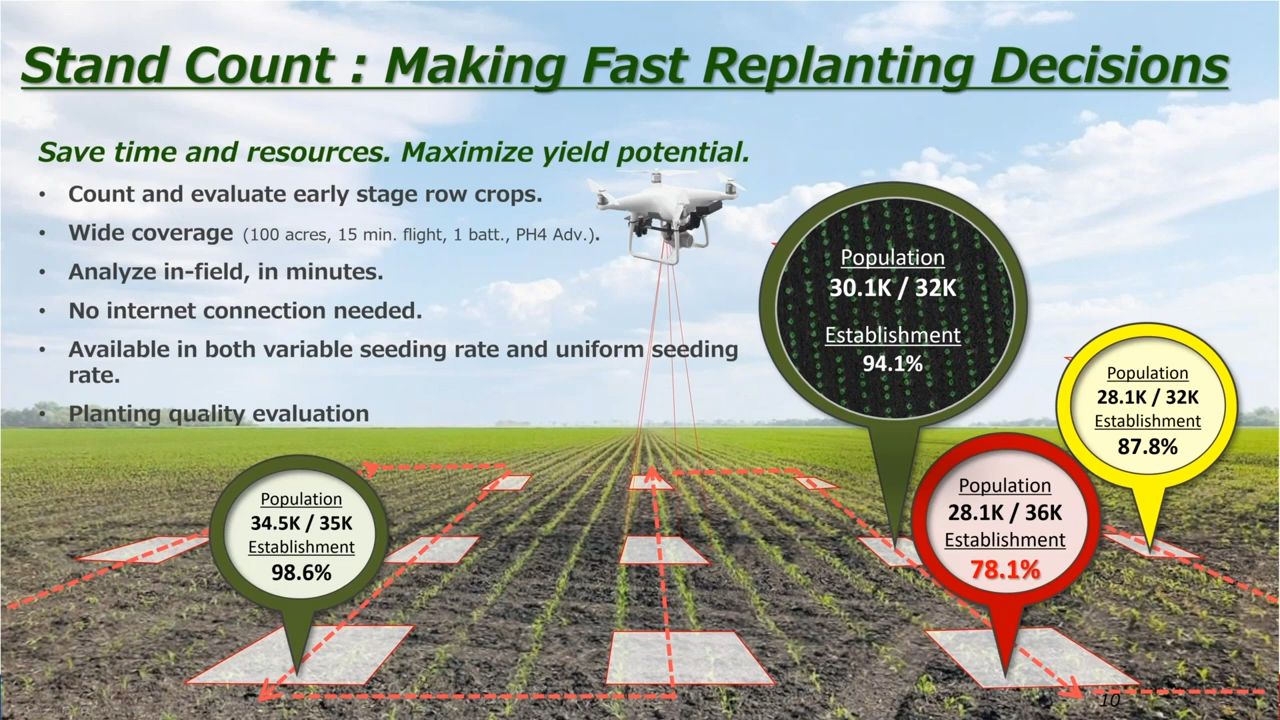 Stand Count : Making Fast Replanting Decisions
Save time and resources. Maximize yield potential.
• Count and evaluate early stage row crops.
• Wide coverage (100 acres, 15 min. flight, 1 batt., PH4 Adv.).
• Analyze in-field, in minutes.
• No internet connection needed.
• Available in both variable seeding rate and uniform seeding
rate.
• Planting quality evaluation
Population
30.1K / 32K
Establishment
94.1%
Population
28.1K / 32K
Establishment
87.8%
Population
34.5K / 35K
Establishment
98.6%
Population
28.1K / 36K
Establishment
78.1%
10